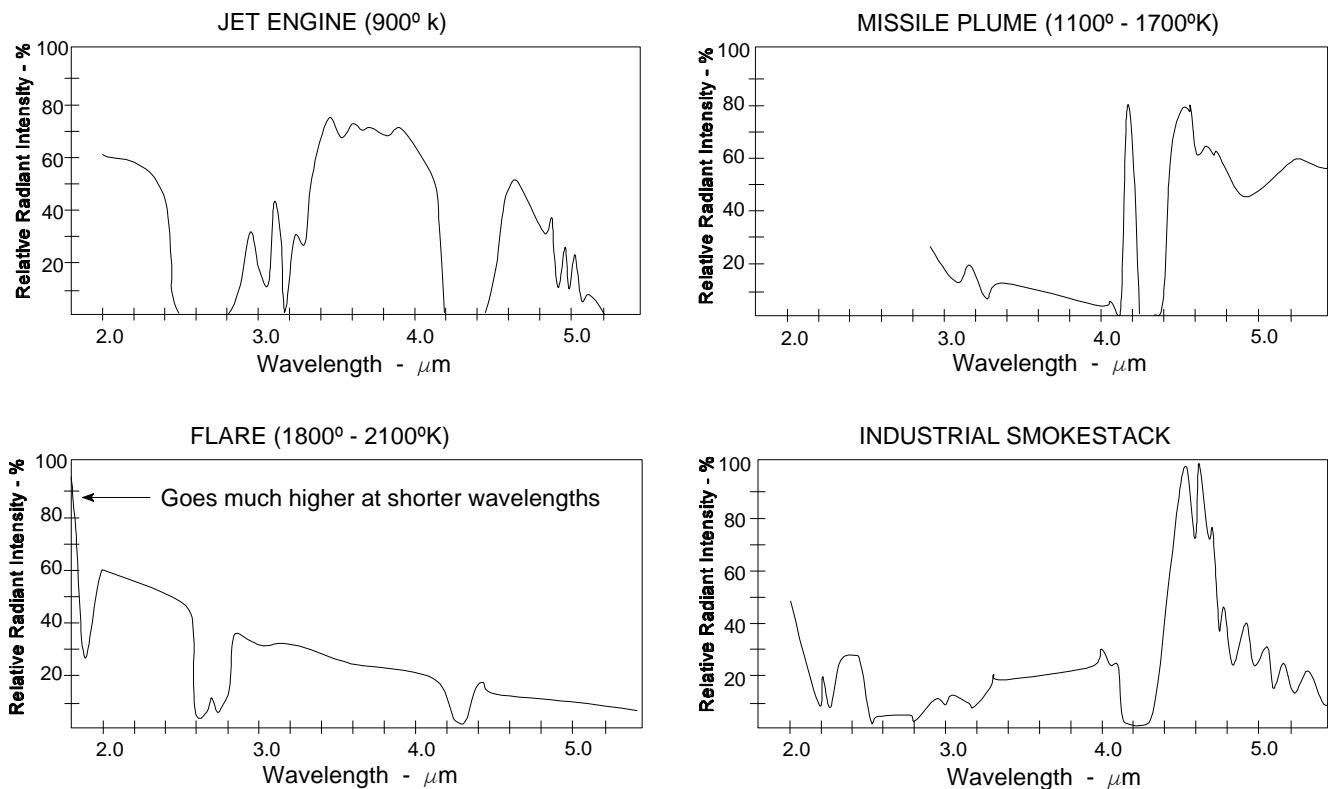 JET ENGINE (900º k)
Relative Radiant Intensity - %
100
80
60
40
20
2.0 3.0 4.0 5.0
Wavelength - μm
MISSILE PLUME (1100º - 1700ºK)
Relative Radiant Intensity - %
100
80
60
40
20
2.0 3.0 4.0 5.0
Wavelength - μm
FLARE (1800º - 2100ºK)
Relative Radiant Intensity - %
100
80
60
40
20
Goes much higher at shorter wavelengths
2.0 3.0 4.0 5.0
Wavelength - μm
INDUSTRIAL SMOKESTACK
Relative Radiant Intensity - %
100
80
60
40
20
2.0 3.0 4.0 5.0
Wavelength - μm